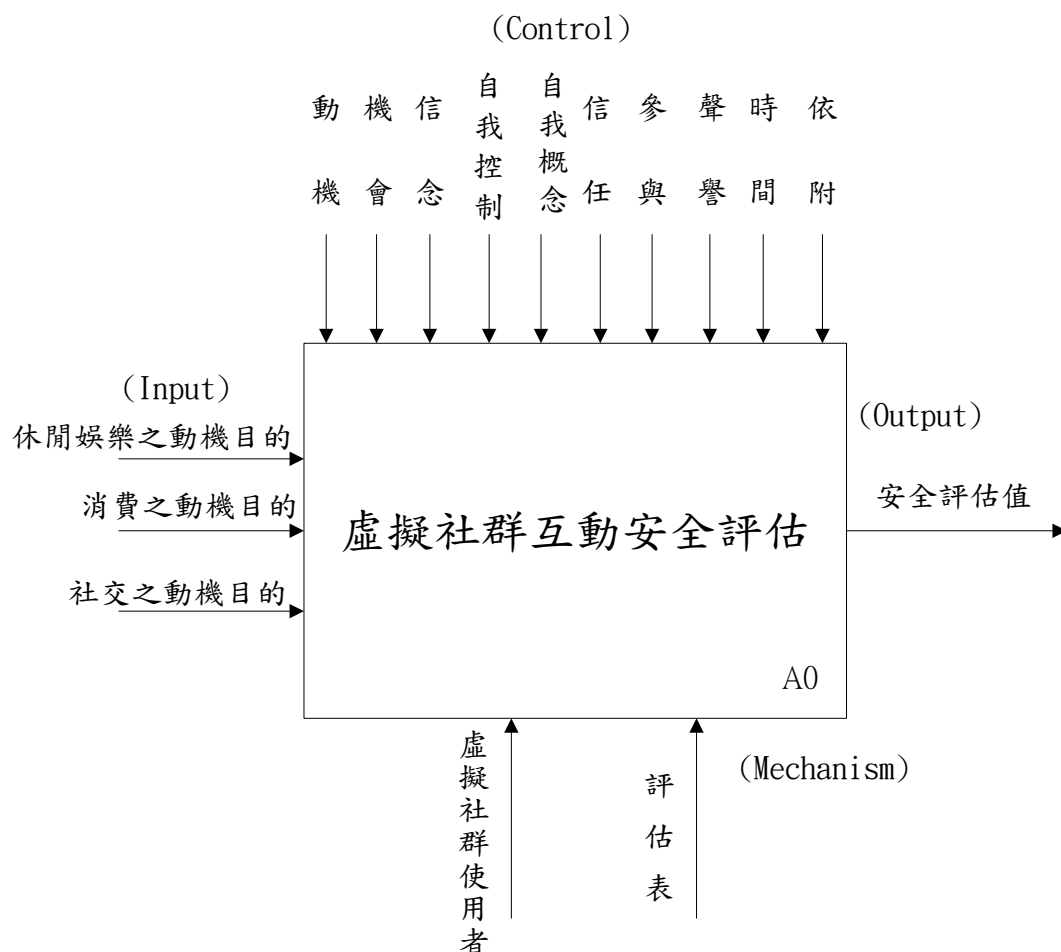 (Control)
動機
機會
信念
自我控制
自我概念
信任
參與
聲譽
時間
依附
(Input)
休閒娛樂之動機目的
消費之動機目的
社交之動機目的
虛擬社群互動安全評估
A0
(Output)
安全評估值
虛擬社群使用者
評估表
(Mechanism)